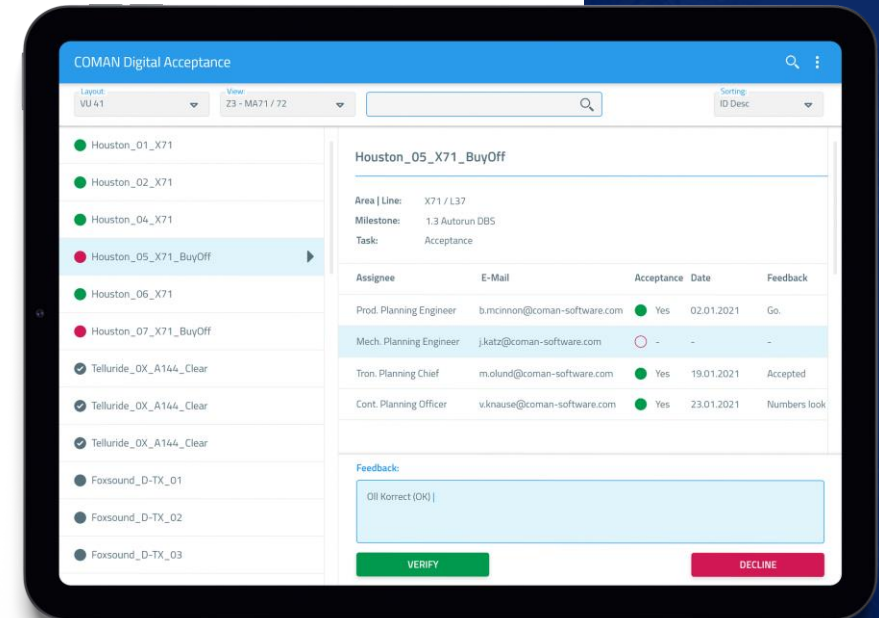 COMAN Digital Acceptance
Layout: View: Sorting:
VU 41 Z3 - MA71 / 72 ID Desc
Houston_01_X71
Houston_02_X71
Houston_04_X71
Houston_05_X71_BuyOff
Houston_06_X71
Houston_07_X71_BuyOff
Telluride_0X_A144_Clear
Telluride_0X_A144_Clear
Telluride_0X_A144_Clear
Foxsound_D-TX_01
Foxsound_D-TX_02
Foxsound_D-TX_03
Houston_05_X71_BuyOff
Area | Line: X71 / L37
Milestone: 1.3 Autorun DBS
Task: Acceptance
Assignee E-Mail Acceptance Date Feedback
Prod. Planning Engineer b.mcinnon@coman-software.com Yes 02.01.2021 Go.
Mech. Planning Engineer j.katz@coman-software.com - - -
Tron. Planning Chief m.olund@coman-software.com Yes 19.01.2021 Accepted
Cont. Planning Officer v.knause@coman-software.com Yes 23.01.2021 Numbers look
Feedback:
Oll Korrect (OK) |
VERIFY DECLINE